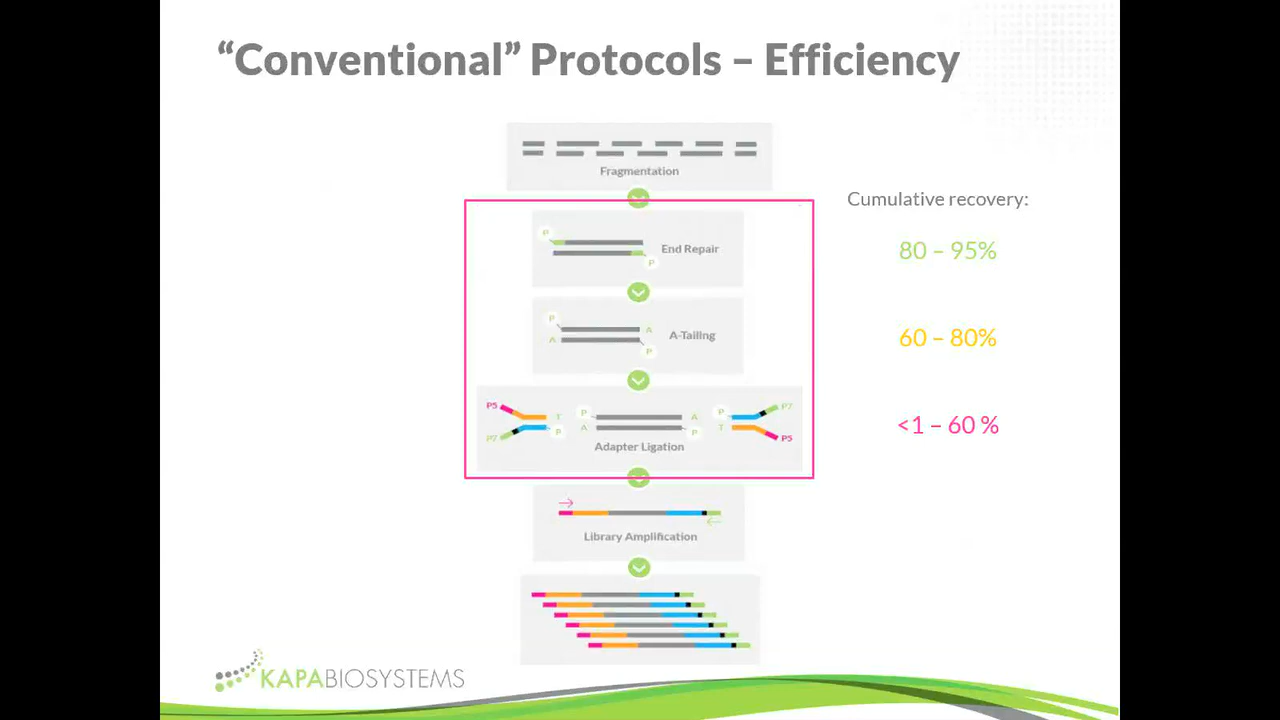 “Conventional” Protocols – Efficiency
Fragmentation
Cumulative recovery:
P
End Repair
P
80 – 95%
P
A
A-Tailing
A
P
60 – 80%
P5
T
P
A
P
P7
P7
P
A
P
T
P5
Adapter Ligation
<1 – 60 %
Library Amplification
KAPABIOSYSTEMS